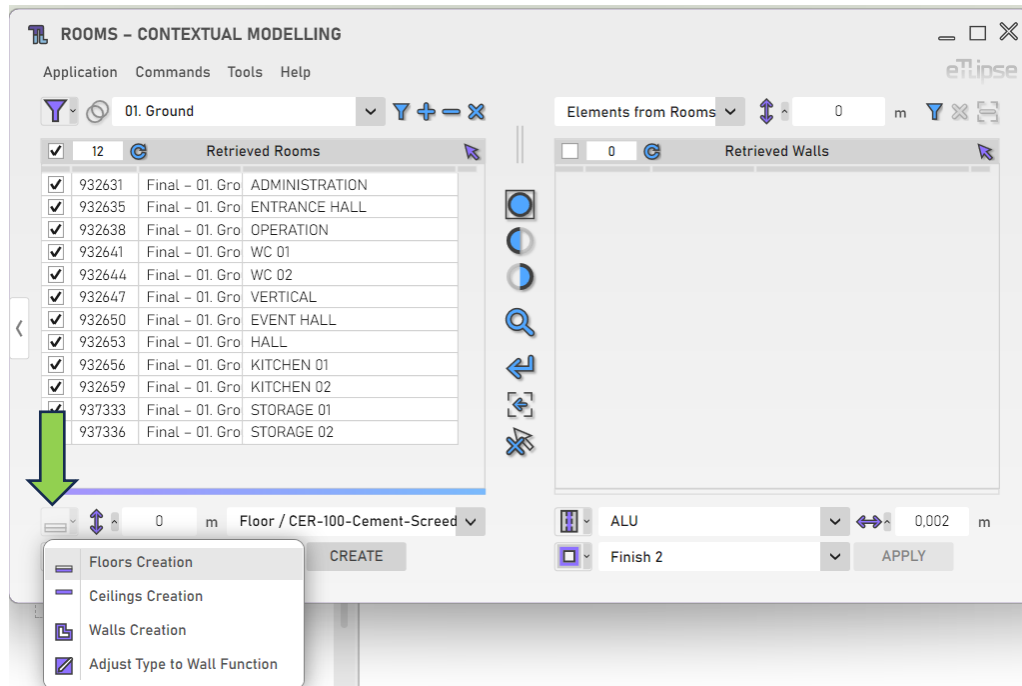 ROOMS – CONTEXTUAL MODELLING
Application Commands Tools Help
eTLipse
01. Ground
Elements from Rooms 0 m
12 Retrieved Rooms
0 Retrieved Walls
932631 Final – 01. Gro ADMINISTRATION
932635 Final – 01. Gro ENTRANCE HALL
932638 Final – 01. Gro OPERATION
932641 Final – 01. Gro WC 01
932644 Final – 01. Gro WC 02
932647 Final – 01. Gro VERTICAL
932650 Final – 01. Gro EVENT HALL
932653 Final – 01. Gro HALL
932656 Final – 01. Gro KITCHEN 01
932659 Final – 01. Gro KITCHEN 02
937333 Final – 01. Gro STORAGE 01
937336 Final – 01. Gro STORAGE 02
0 m Floor / CER-100-Cement-Screed
ALU 0,002 m
CREATE
Finish 2 APPLY
Floors Creation
Ceilings Creation
Walls Creation
Adjust Type to Wall Function